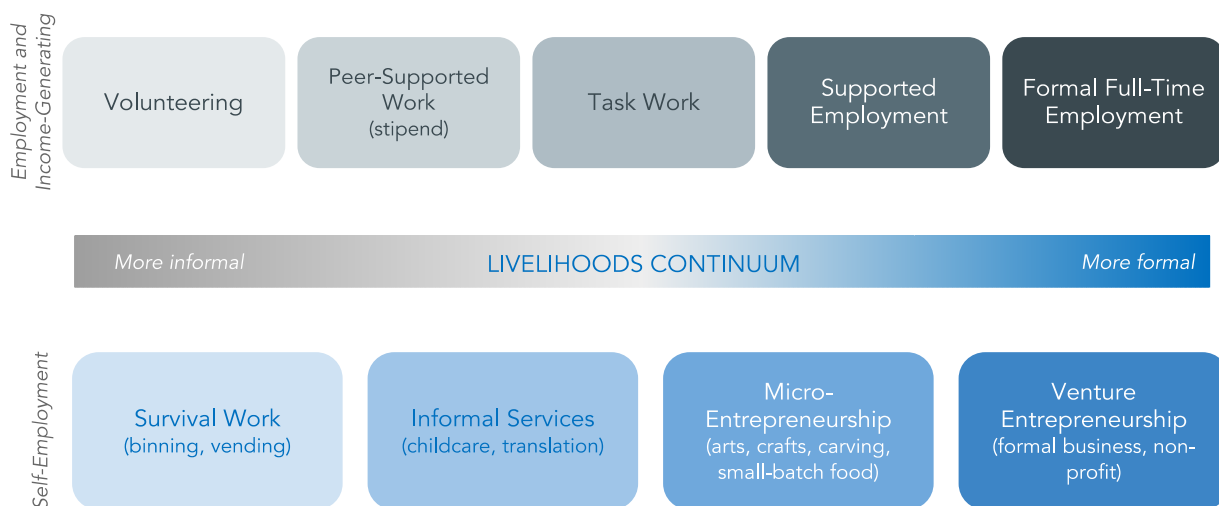 Employment and
Income-Generating
Volunteering
Peer-Supported
Work
(stipend)
Task Work
Supported
Employment
Formal Full-Time
Employment
More informal
LIVELIHOODS CONTINUUM
More formal
Self-Employment
Survival Work
(binning, vending)
Informal Services
(childcare, translation)
Micro-
Entrepreneurship
(arts, crafts, carving,
small-batch food)
Venture
Entrepreneurship
(formal business, non-
profit)